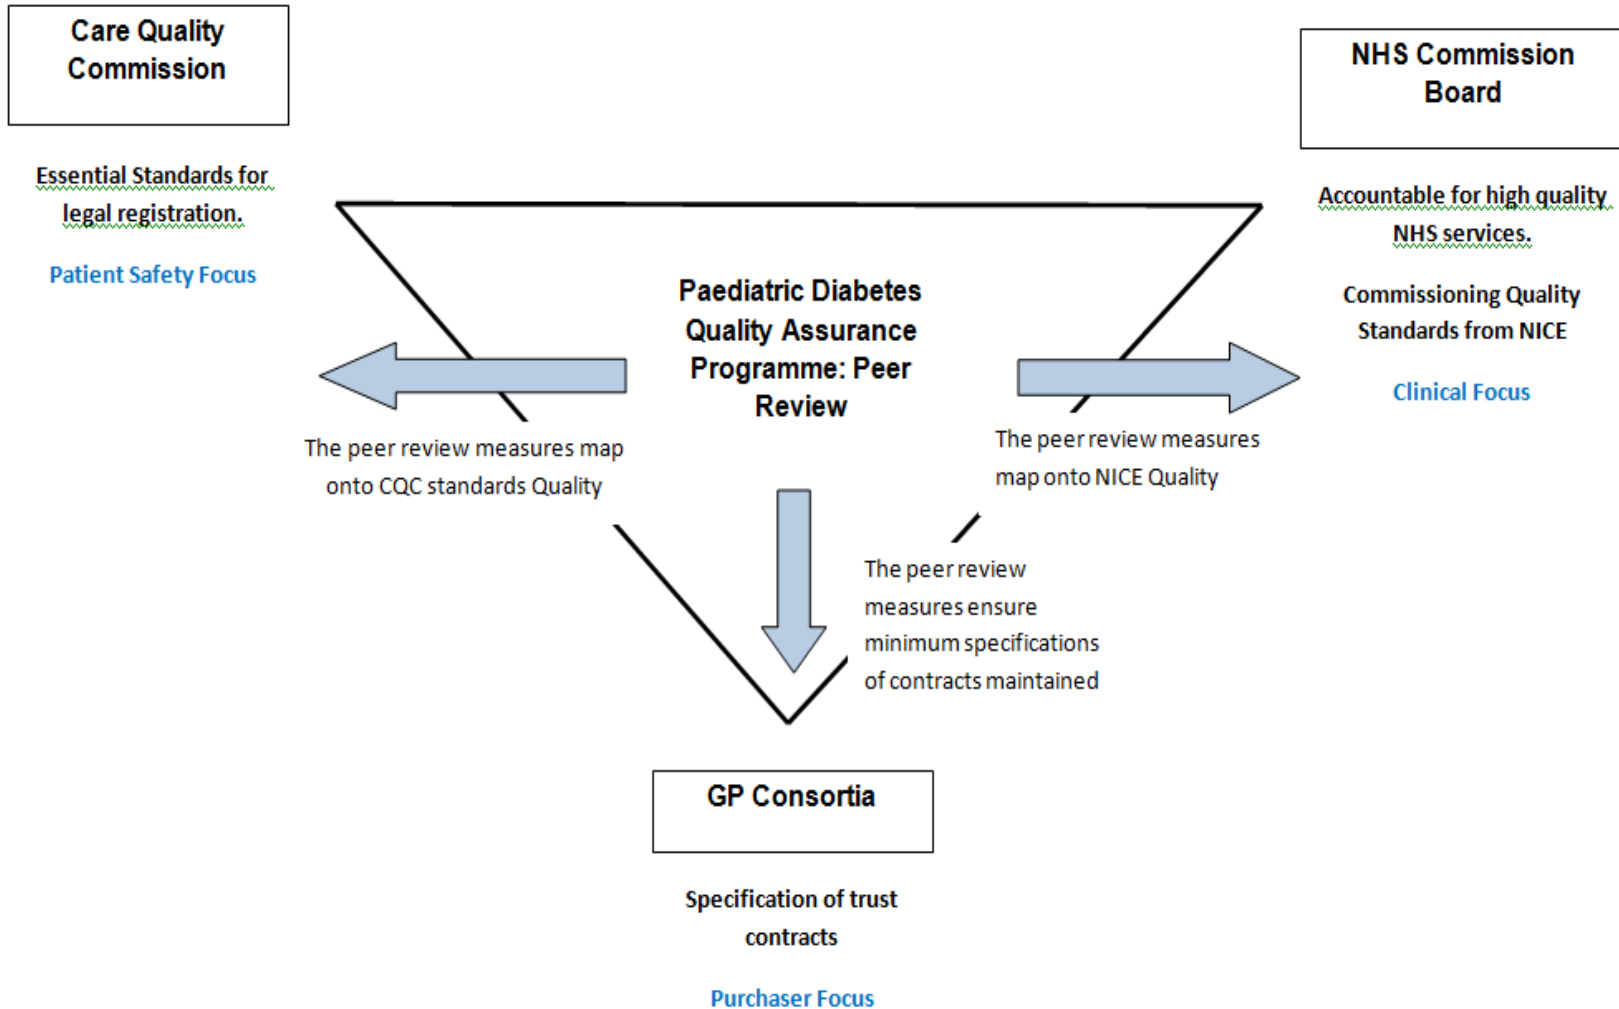 Care Quality
Commission
Essential Standards for
legal registration.
Patient Safety Focus
NHS Commission
Board
Accountable for high quality
NHS services.
Commissioning Quality
Standards from NICE
Clinical Focus
Paediatric Diabetes
Quality Assurance
Programme: Peer
Review
The peer review measures map
onto CQC standards Quality
The peer review measures
map onto NICE Quality
The peer review
measures ensure
minimum specifications
of contracts maintained
GP Consortia
Specification of trust
contracts
Purchaser Focus